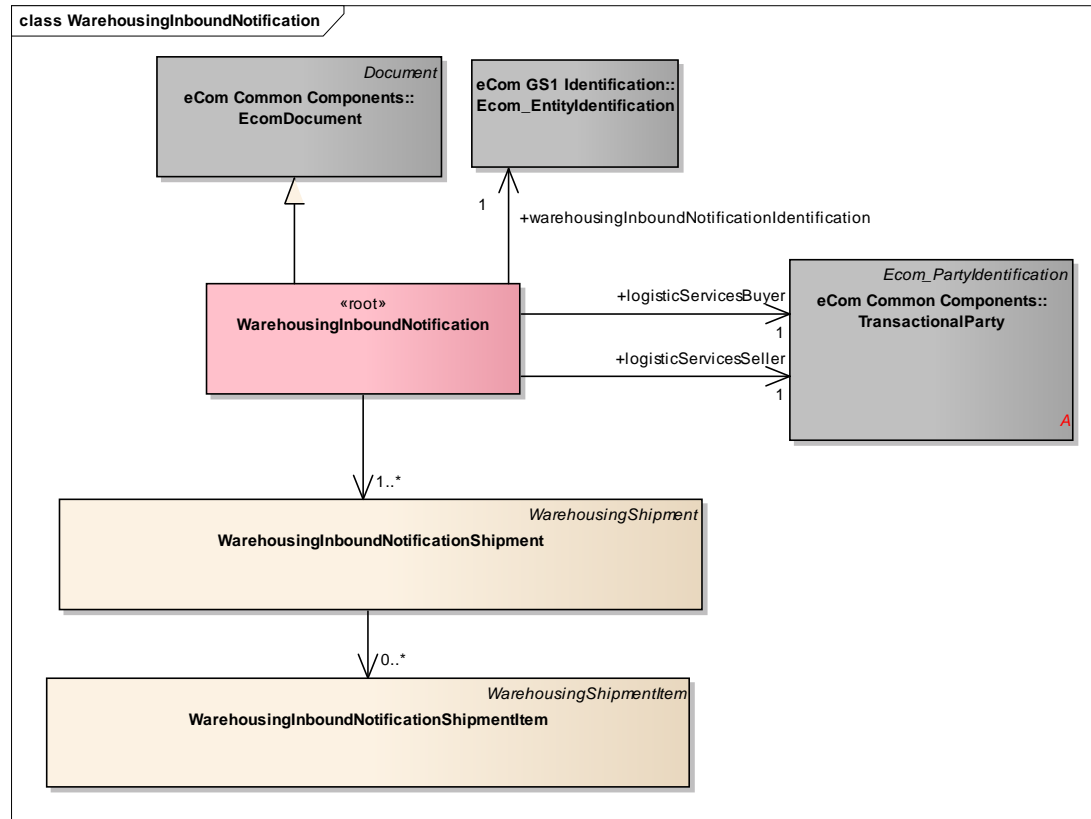 class WarehousingInboundNotification
Document
eCom Common Components::
EcomDocument
eCom GS1 Identification::
Ecom_EntityIdentification
1
+warehousingInboundNotificationIdentification
«root»
WarehousingInboundNotification
+logisticServicesBuyer
1
+logisticServicesSeller
1
Ecom_PartyIdentification
eCom Common Components::
TransactionalParty
A
1..*
WarehousingShipment
WarehousingInboundNotificationShipment
0..*
WarehousingShipmentItem
WarehousingInboundNotificationShipmentItem